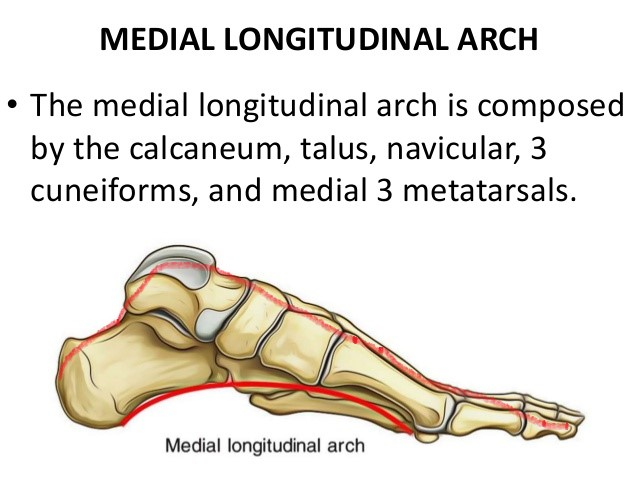 MEDIAL LONGITUDINAL ARCH
• The medial longitudinal arch is composed
by the calcaneum, talus, navicular, 3
cuneiforms, and medial 3 metatarsals.
Medial longitudinal arch